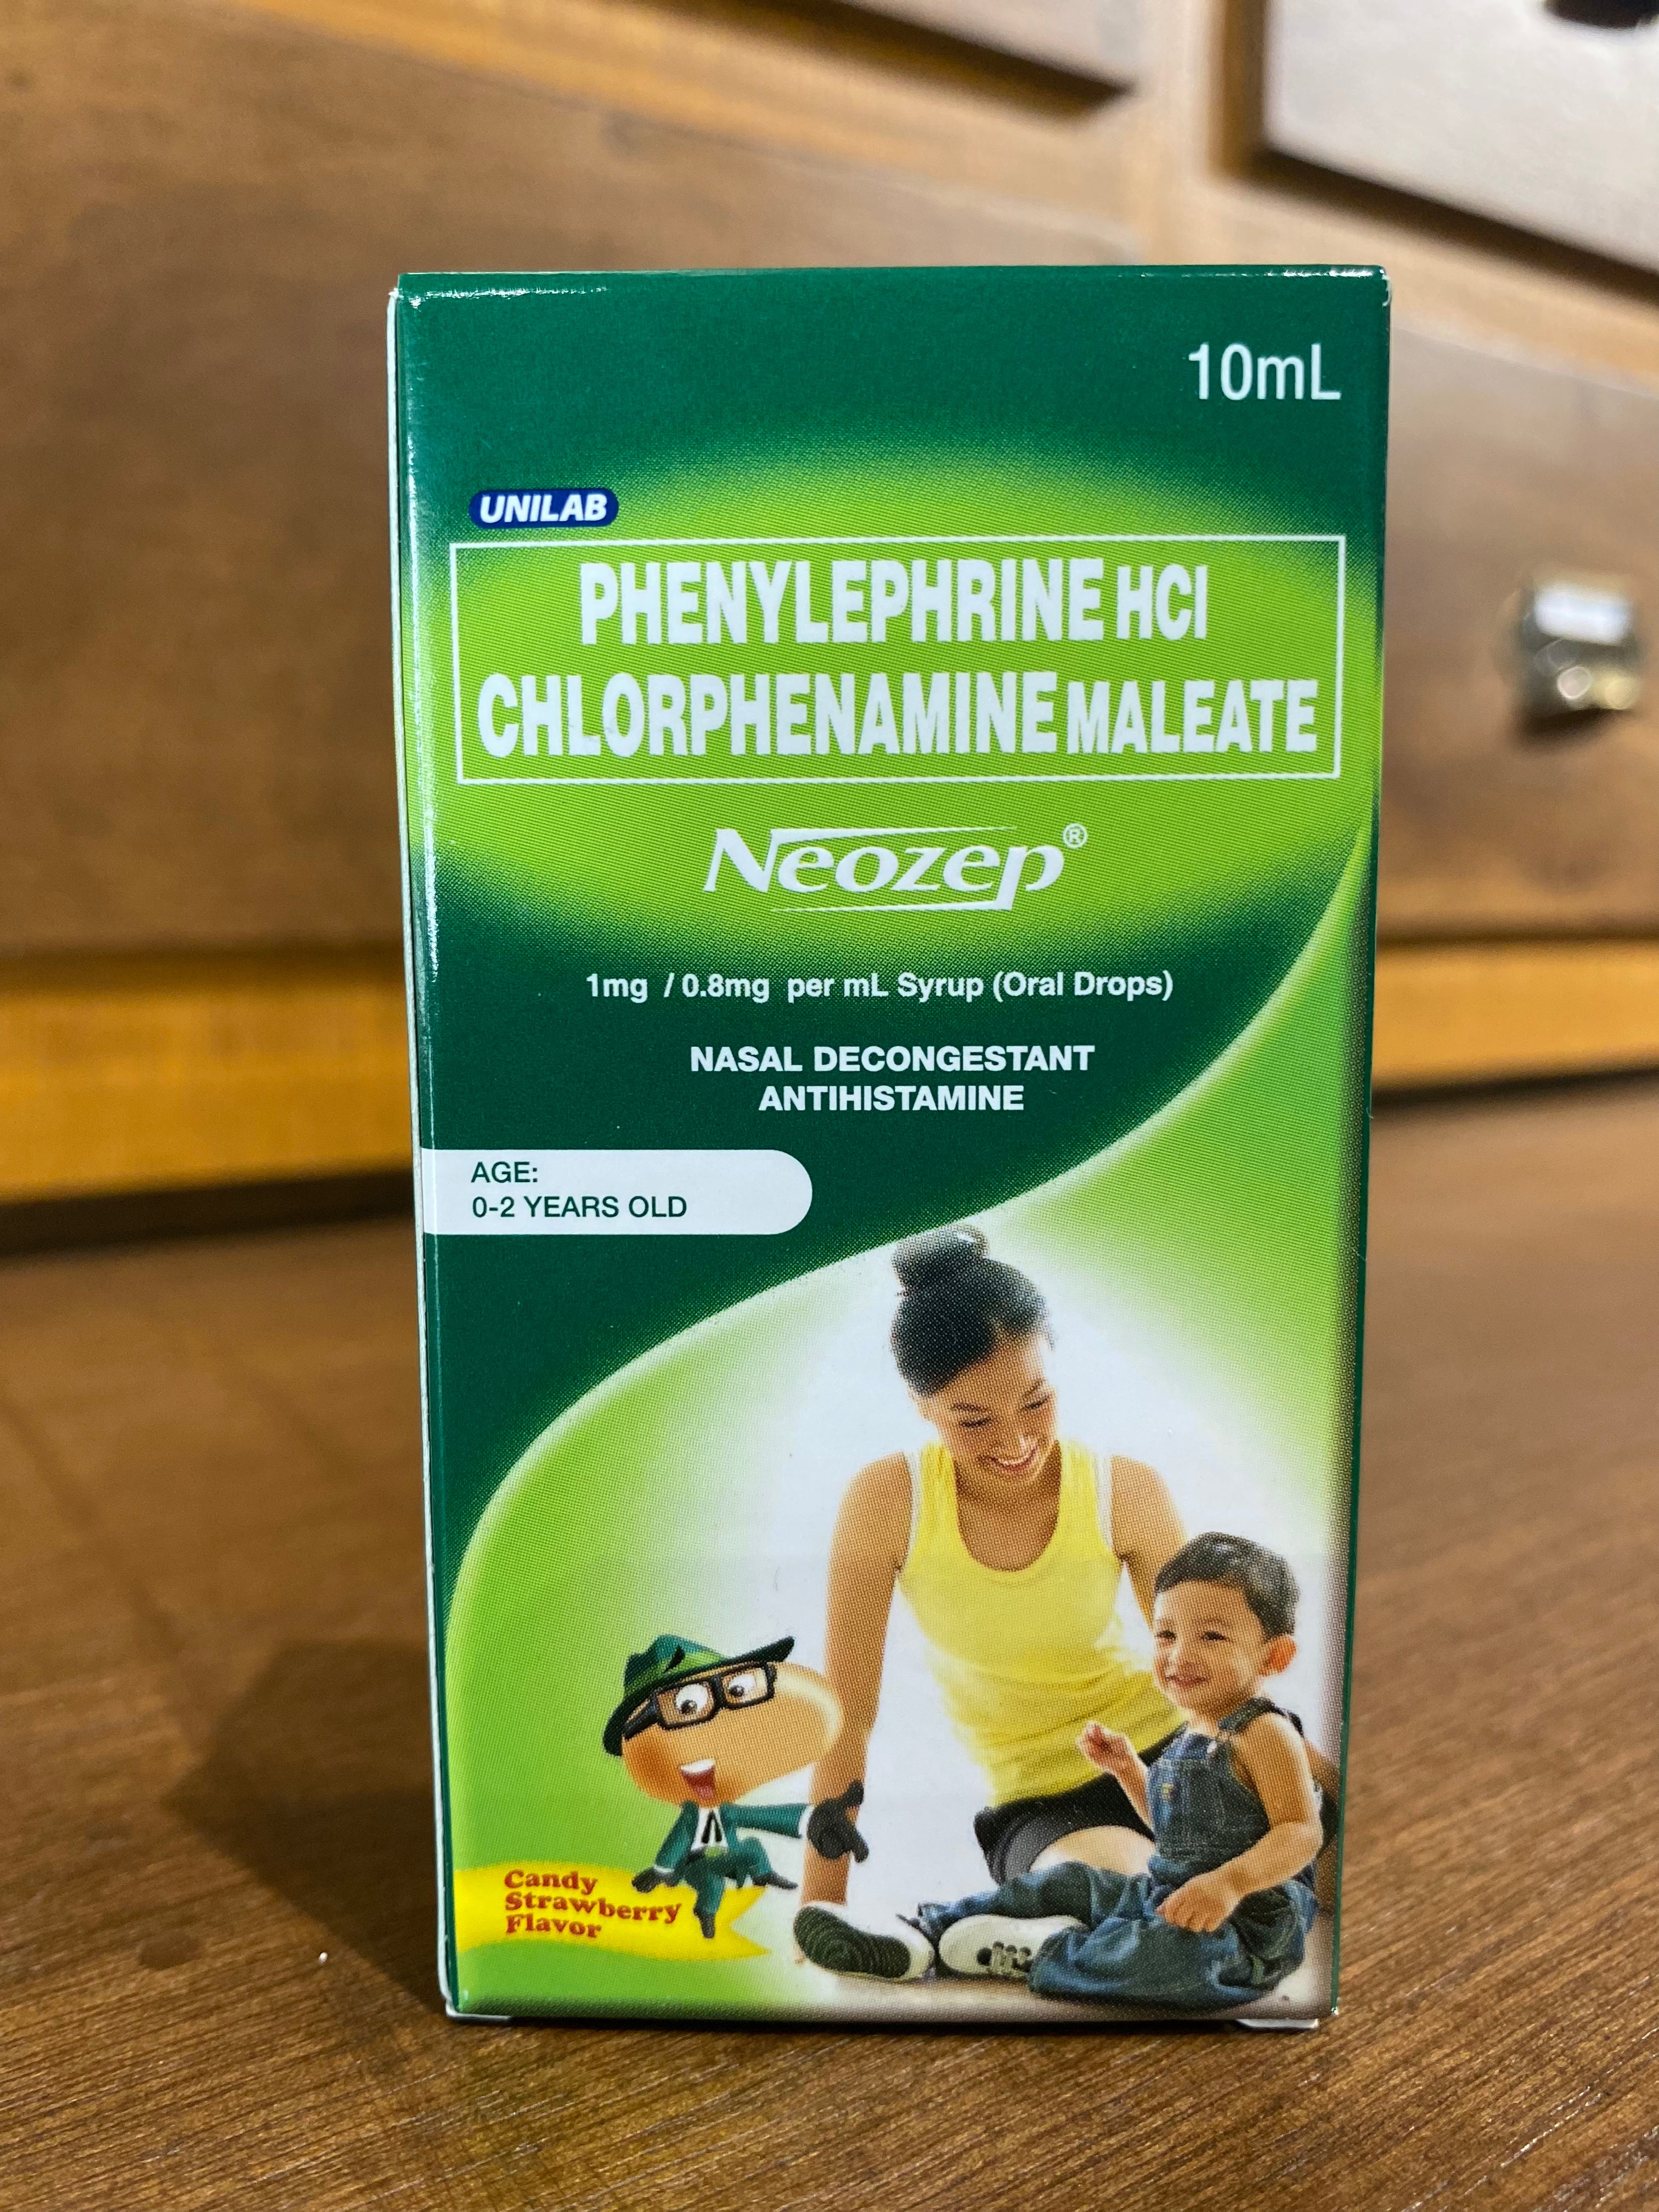 10mL
UNILAB
PHENYLEPHRINE HCl
CHLORPHENAMINE MALEATE
Neozep®
1mg / 0.8mg per mL Syrup (Oral Drops)
NASAL DECONGESTANT
ANTIHISTAMINE
AGE:
0-2 YEARS OLD
Candy
Strawberry
Flavor